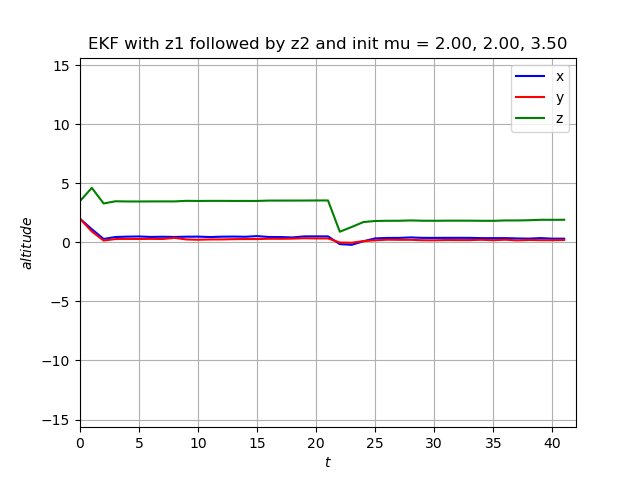 EKF with z1 followed by z2 and init mu = 2.00, 2.00, 3.50
15
10
5
0
−5
−10
−15
altitude
x
y
z
0 5 10 15 20 25 30 35 40
t